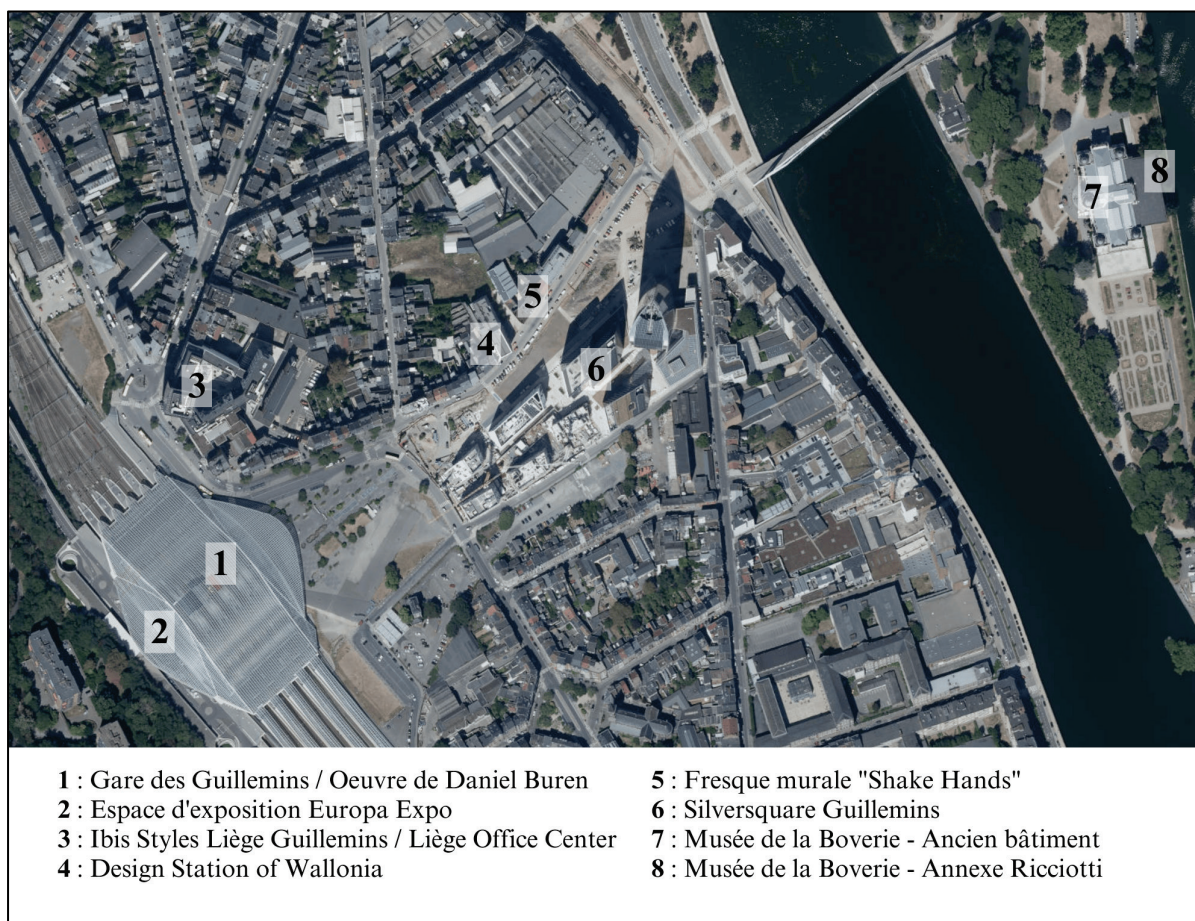 8
7
5
4
6
3
1
2
1 : Gare des Guillemins / Oeuvre de Daniel Buren
2 : Espace d'exposition Europa Expo
3 : Ibis Styles Liège Guillemins / Liège Office Center
4 : Design Station of Wallonia
5 : Fresque murale "Shake Hands"
6 : Silversquare Guillemins
7 : Musée de la Boverie - Ancien bâtiment
8 : Musée de la Boverie - Annexe Ricciotti